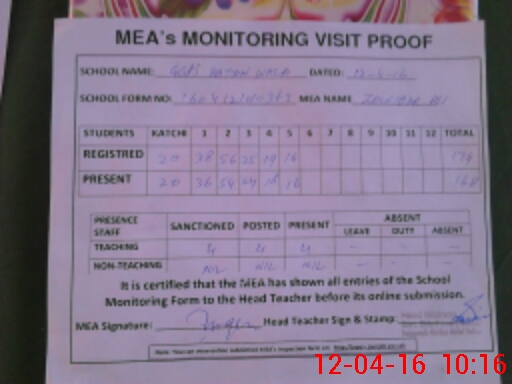 MEA's MONITORING VISIT PROOF
SCHOOL NAME: DATED: 12-4-16
SCHOOL FORM NO: MEA NAME
STUDENTS KATCHI 1 2 3 4 5 6 7 8 9 10 11 12 TOTAL
REGISTRED 20 38 56 25 19 16 174
PRESENT 20 36 54 24 18 16 168
PRESENCE STAFF SANCTIONED POSTED PRESENT ABSENT
LEAVE DUTY ABSENT
TEACHING 4 4 4 - - -
NON-TEACHING NIL NIL NIL
It is certified that the MEA has shown all entries of the School
Monitoring Form to the Head Teacher before its online submission.
MEA Signature: Head Teacher Sign & Stamp:
12-04-16 10:16